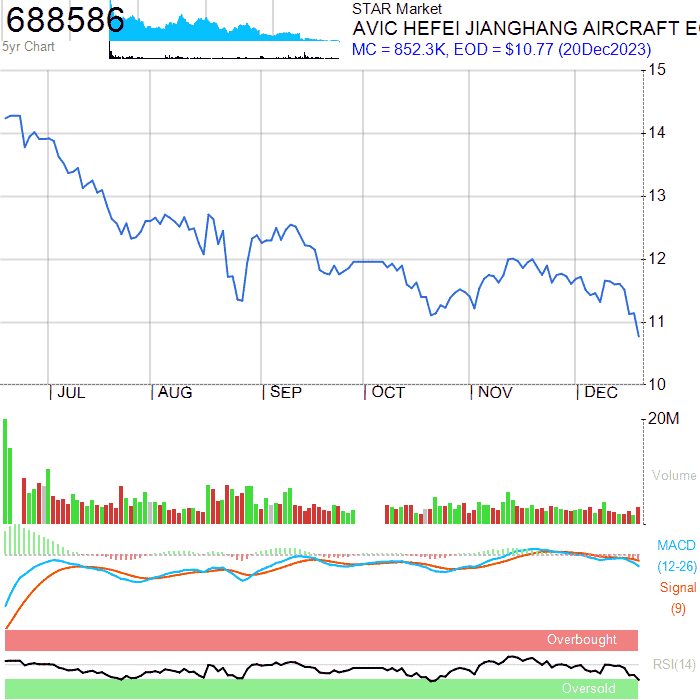 688586
5yr Chart
STAR Market
AVIC HEFEI JIANGHANG AIRCRAFT E
MC = 852.3K, EOD = $10.77 (20Dec2023)
15
14
13
12
11
10
JUL AUG SEP OCT NOV DEC
20M
Volume
MACD
(12-26)
Signal
(9)
Overbought
RSI(14)
Oversold